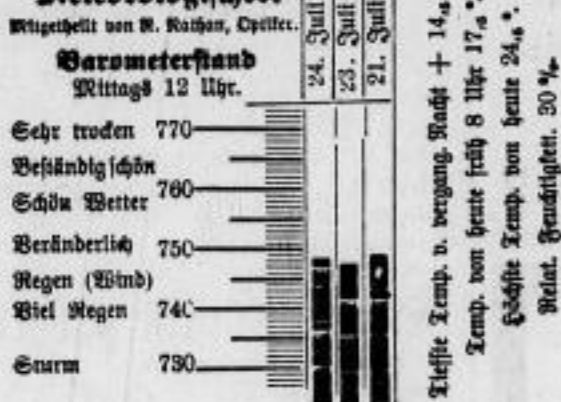 Mitgetheilt von R. Nathan, Optiker.
Barometerstand
Mittags 12 Uhr.
24. Juli
23. Juli
21. Juli
Sehr trocken 770
Beständig schön
760
Schön Wetter
Veränderlich 750
Regen (Wind)
Viel Regen 740
Sturm 730
Tiefste Temp. v. vergang. Nacht + 14,
Temp. von heute früh 8 Uhr 17,
Höchste Temp. von heute 24,
Relat. Feuchtigkeit. 30 %